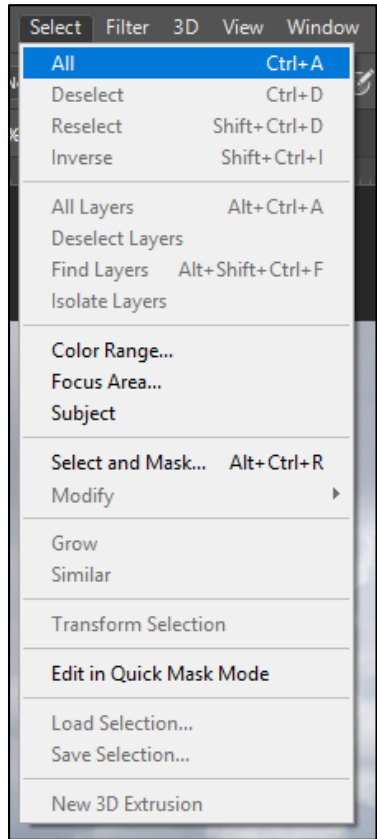 Select Filter 3D View Window
All Ctrl+A
Deselect Ctrl+D
Reselect Shift+Ctrl+D
Inverse Shift+Ctrl+I
All Layers Alt+Ctrl+A
Deselect Layers
Find Layers Alt+Shift+Ctrl+F
Isolate Layers
Color Range...
Focus Area...
Subject
Select and Mask... Alt+Ctrl+R
Modify
Grow
Similar
Transform Selection
Edit in Quick Mask Mode
Load Selection...
Save Selection...
New 3D Extrusion